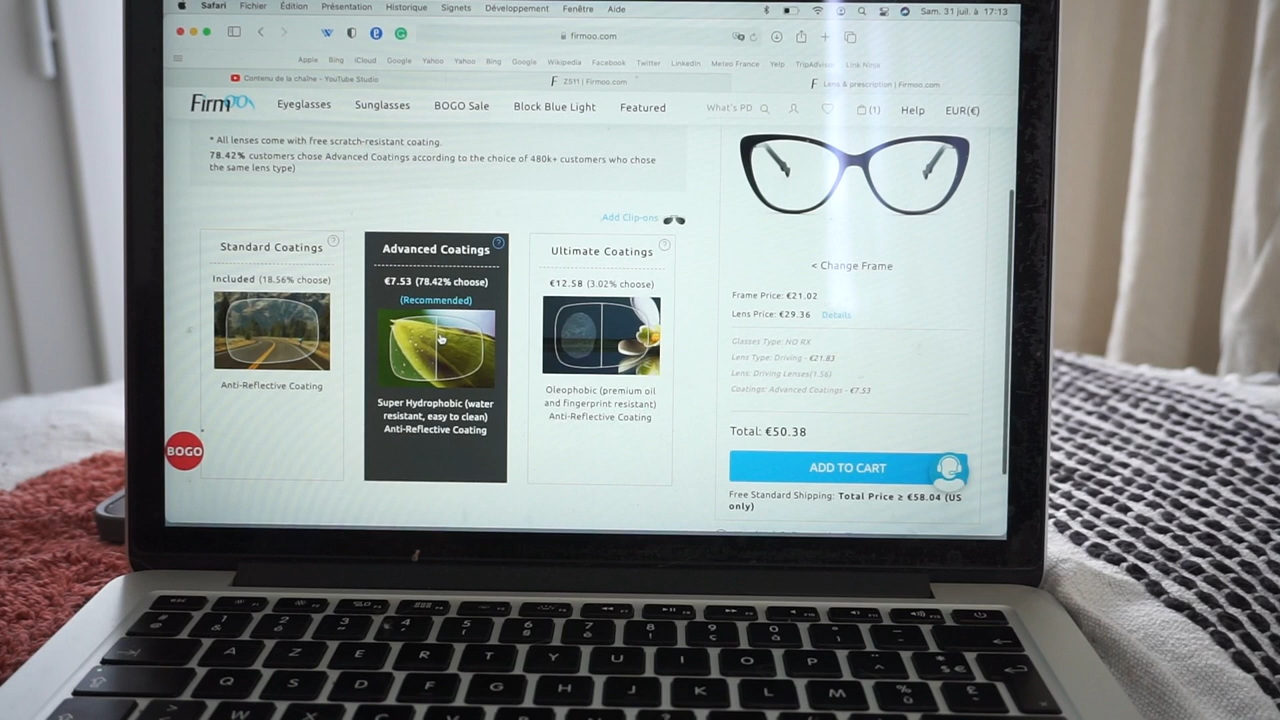 Safari Fichier Édition Présentation Historique Signets Développement Fenêtre Aide Sam. 31 juil. à 17:13
firmoo.com
Apple Bing iCloud Google Yahoo Yahoo Bing Google Wikipedia Facebook Twitter LinkedIn Meteo France Yelp TripAdvisor Link Ninja
Contenu de la chaîne - YouTube Studio
Z511 | Firmoo.com
Lens & prescription | Firmoo.com
Firmoo Eyeglasses Sunglasses BOGO Sale Block Blue Light Featured What's PD (1) Help EUR(€)
* All lenses come with free scratch-resistant coating.
78.42% customers chose Advanced Coatings according to the choice of 480k+ customers who chose
the same lens type)
Add Clip-ons
Standard Coatings
Included (18.56% choose)
Anti-Reflective Coating
Advanced Coatings
€7.53 (78.42% choose)
(Recommended)
Super Hydrophobic (water
resistant, easy to clean)
Anti-Reflective Coating
Ultimate Coatings
€12.58 (3.02% choose)
Oleophobic (premium oil
and fingerprint resistant)
Anti-Reflective Coating
BOGO
< Change Frame
Frame Price: €21.02
Lens Price: €29.36 Details
Glasses Type: NO RX
Lens Type: Driving - €21.83
Lens: Driving Lenses(1.56)
Coatings: Advanced Coatings - €7.53
Total: €50.38
ADD TO CART
Free Standard Shipping: Total Price ≥ €58.04 (US
only)
esc
A Z E R T Y U I O P
Q S D F G H J K L M